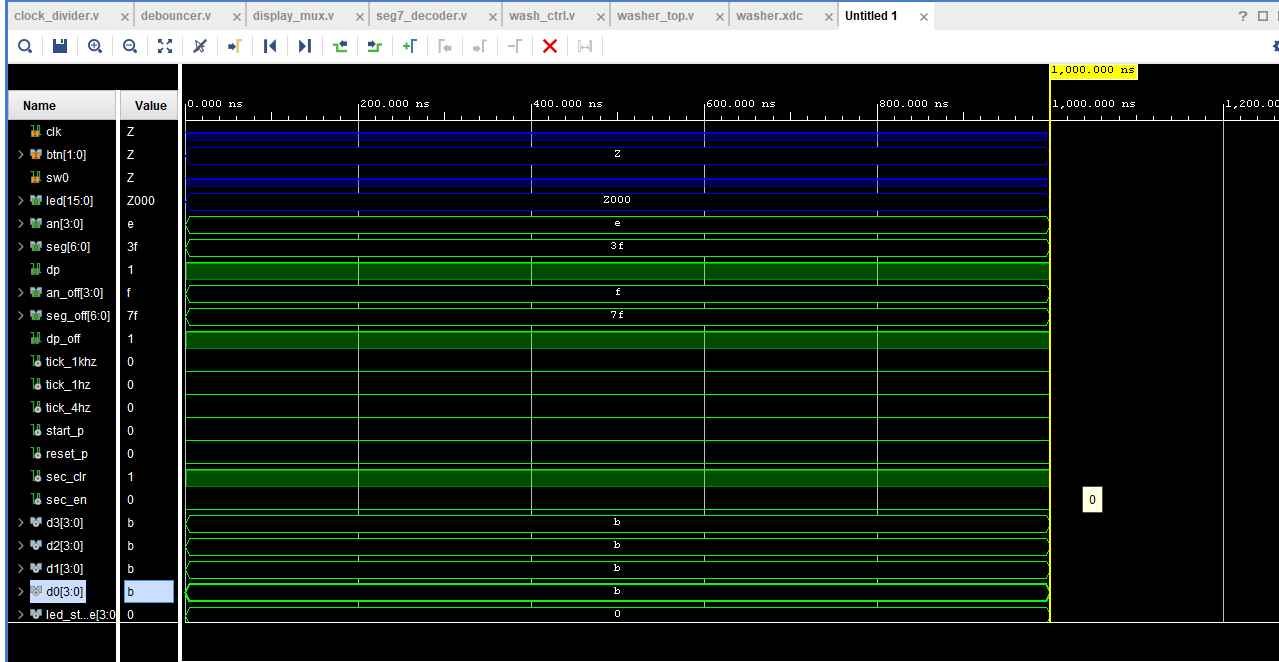 clock_divider.v debouncer.v display_mux.v seg7_decoder.v wash_ctrl.v washer_top.v washer.xdc Untitled 1 ?
1,000.000 ns
Name Value 0.000 ns 200.000 ns 400.000 ns 600.000 ns 800.000 ns 1,000.000 ns 1,200.00
clk Z
btn[1:0] Z Z
sw0 Z
led[15:0] Z000 Z000
an[3:0] e e
seg[6:0] 3f 3f
dp 1
an_off[3:0] f f
seg_off[6:0] 7f 7f
dp_off 1
tick_1khz 0
tick_1hz 0
tick_4hz 0
start_p 0
reset_p 0
sec_clr 1
sec_en 0 0
d3[3:0] b b
d2[3:0] b b
d1[3:0] b b
d0[3:0] b b
led_st...e[3:0 0 0